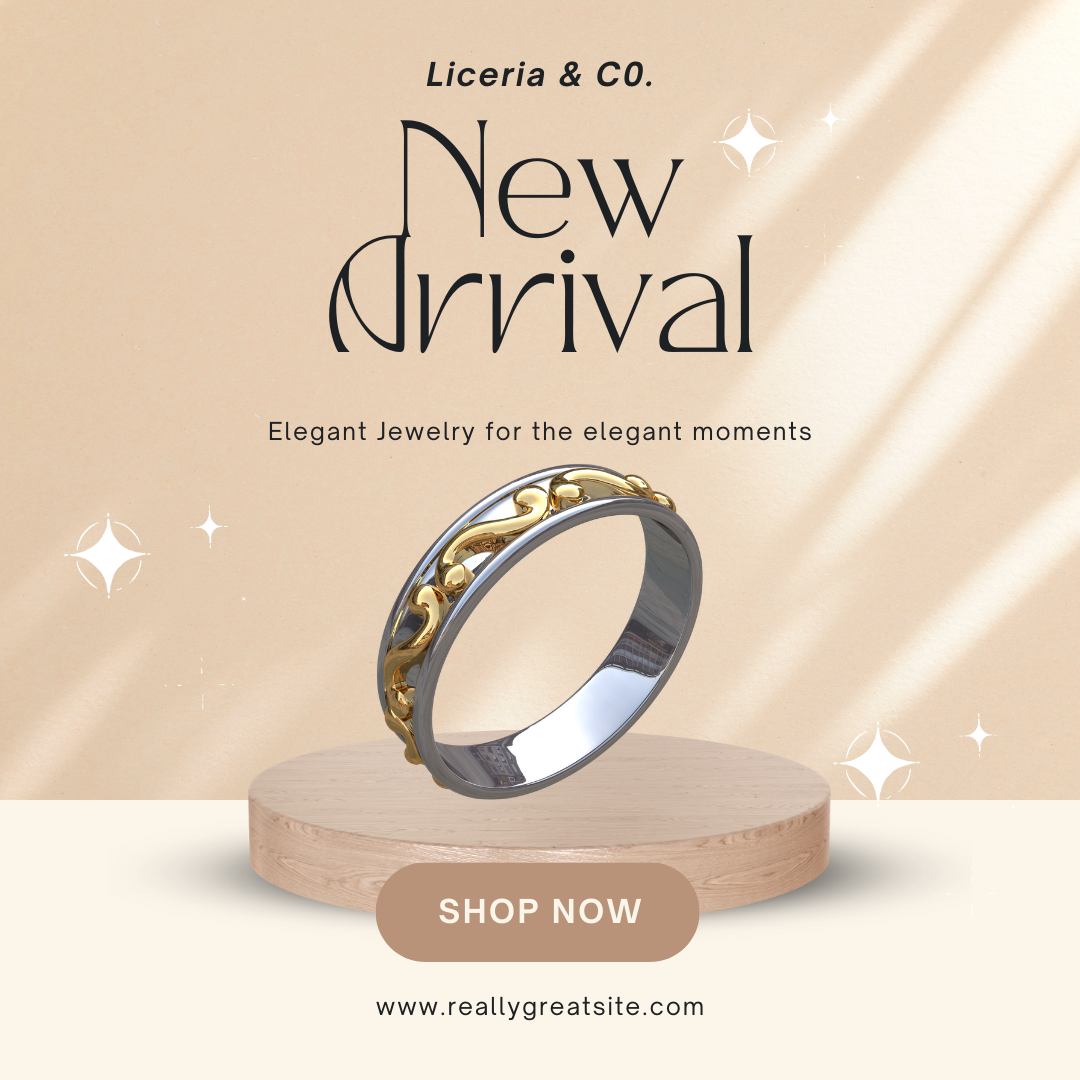 Liceria & C0.
New
Arrival
Elegant Jewelry for the elegant moments
SHOP NOW
www.reallygreatsite.com